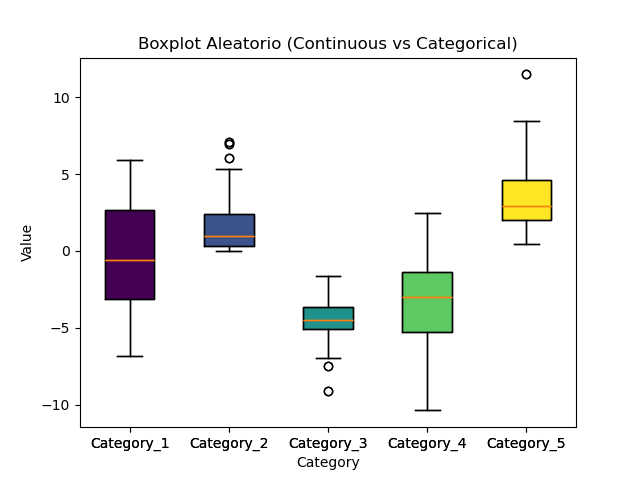 Boxplot Aleatorio (Continuous vs Categorical)
10
5
0
−5
−10
Value
Category_1 Category_2 Category_3 Category_4 Category_5
Category